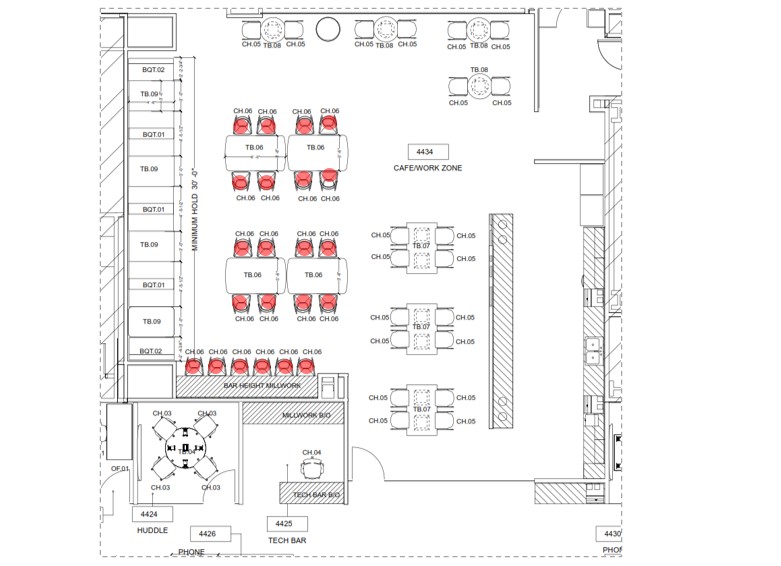 CH.05 CH.05 CH.05 CH.05 CH.05 CH.05
TB.08 TB.08 TB.08
BQT.02
TB.08
TB.09
CH.05 CH.05
CH.06 CH.06 CH.06 CH.06
BQT.01
TB.06 TB.06
4434
CAFE/WORK ZONE
TB.09
MINIMUM HOLD 30'-0"
CH.06 CH.06 CH.06 CH.06
BQT.01
CH.06 CH.06 CH.06 CH.06
TB.09
CH.05 CH.05
TB.07
CH.05 CH.05
TB.06 TB.06
BQT.01
CH.06 CH.06 CH.06 CH.06
TB.09
CH.05 CH.05
TB.07
CH.05 CH.05
BQT.02
CH.06 CH.06 CH.06 CH.06 CH.06 CH.06
BAR HEIGHT MILLWORK
CH.05 CH.05
TB.07
CH.05 CH.05
CH.03 CH.03
MILLWORK B/O
TB.04
CH.04
OF.01
CH.03 CH.03
TECH BAR B/O
4424
HUDDLE
4425
TECH BAR
4426
PHONE
4430
PHO